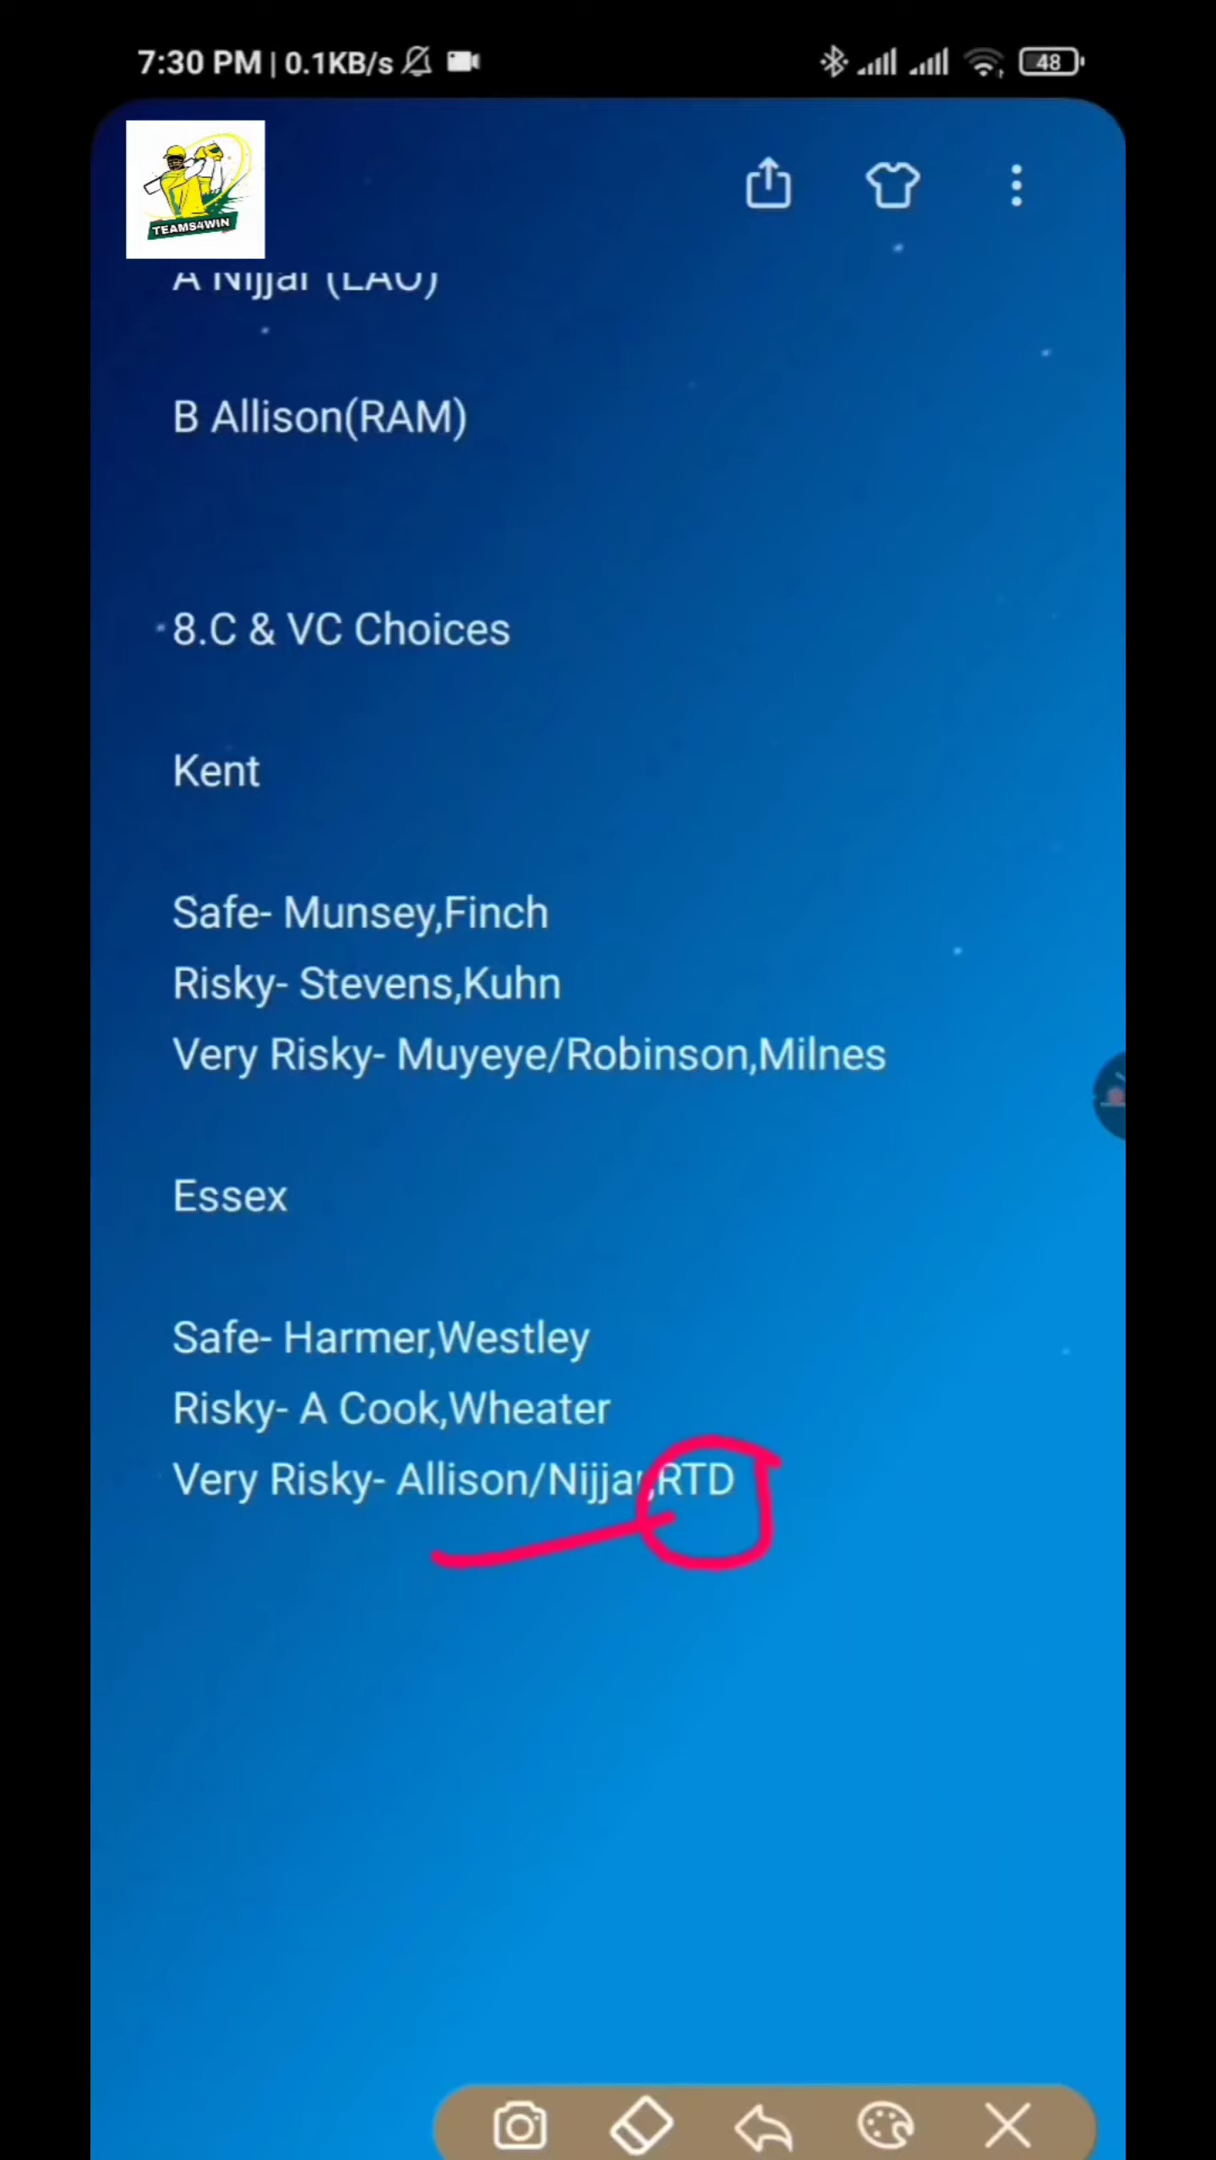 7:30 PM | 0.1KB/s
48
TEAMS4WIN
A Nijjar (LAO)
B Allison(RAM)
8.C & VC Choices
Kent
Safe- Munsey,Finch
Risky- Stevens,Kuhn
Very Risky- Muyeye/Robinson,Milnes
Essex
Safe- Harmer,Westley
Risky- A Cook,Wheater
Very Risky- Allison/Nijjar,RTD